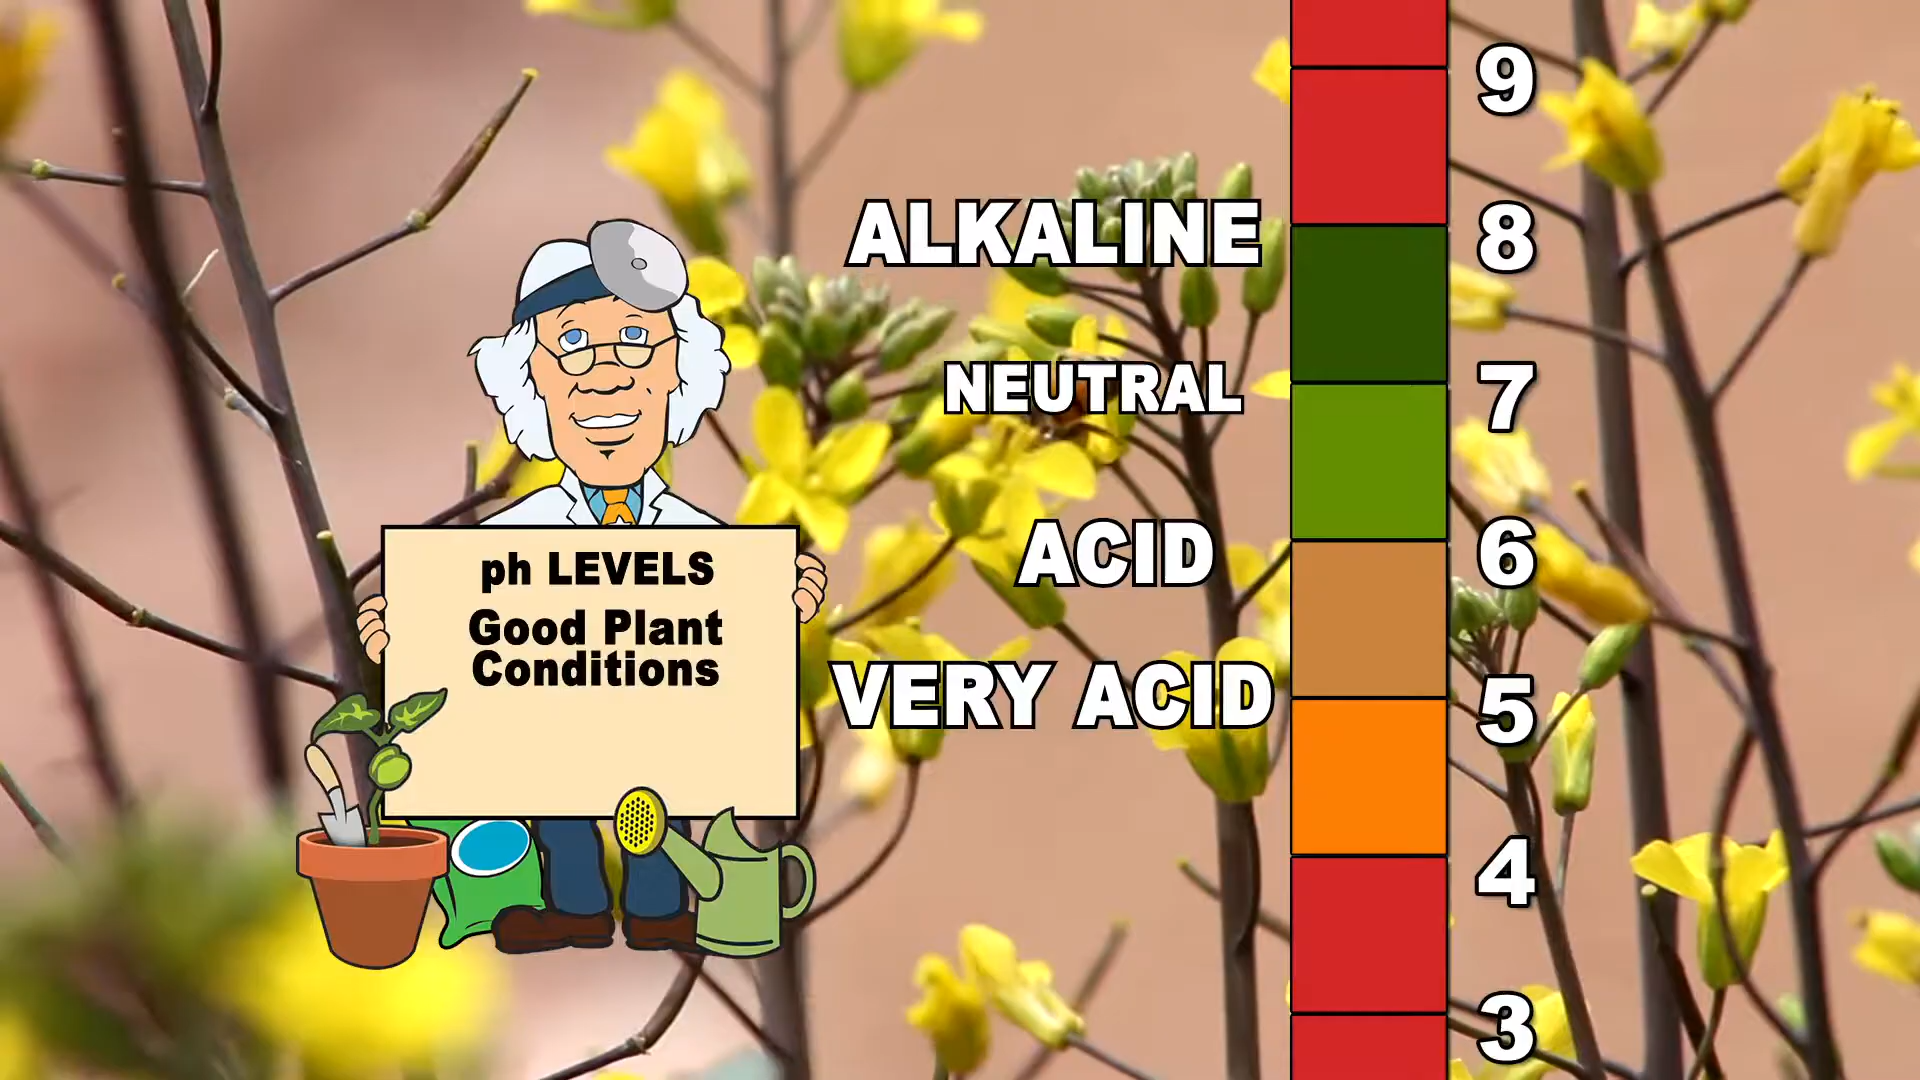 9
ALKALINE 8
NEUTRAL 7
ACID 6
ph LEVELS
Good Plant
Conditions
VERY ACID 5
4
3